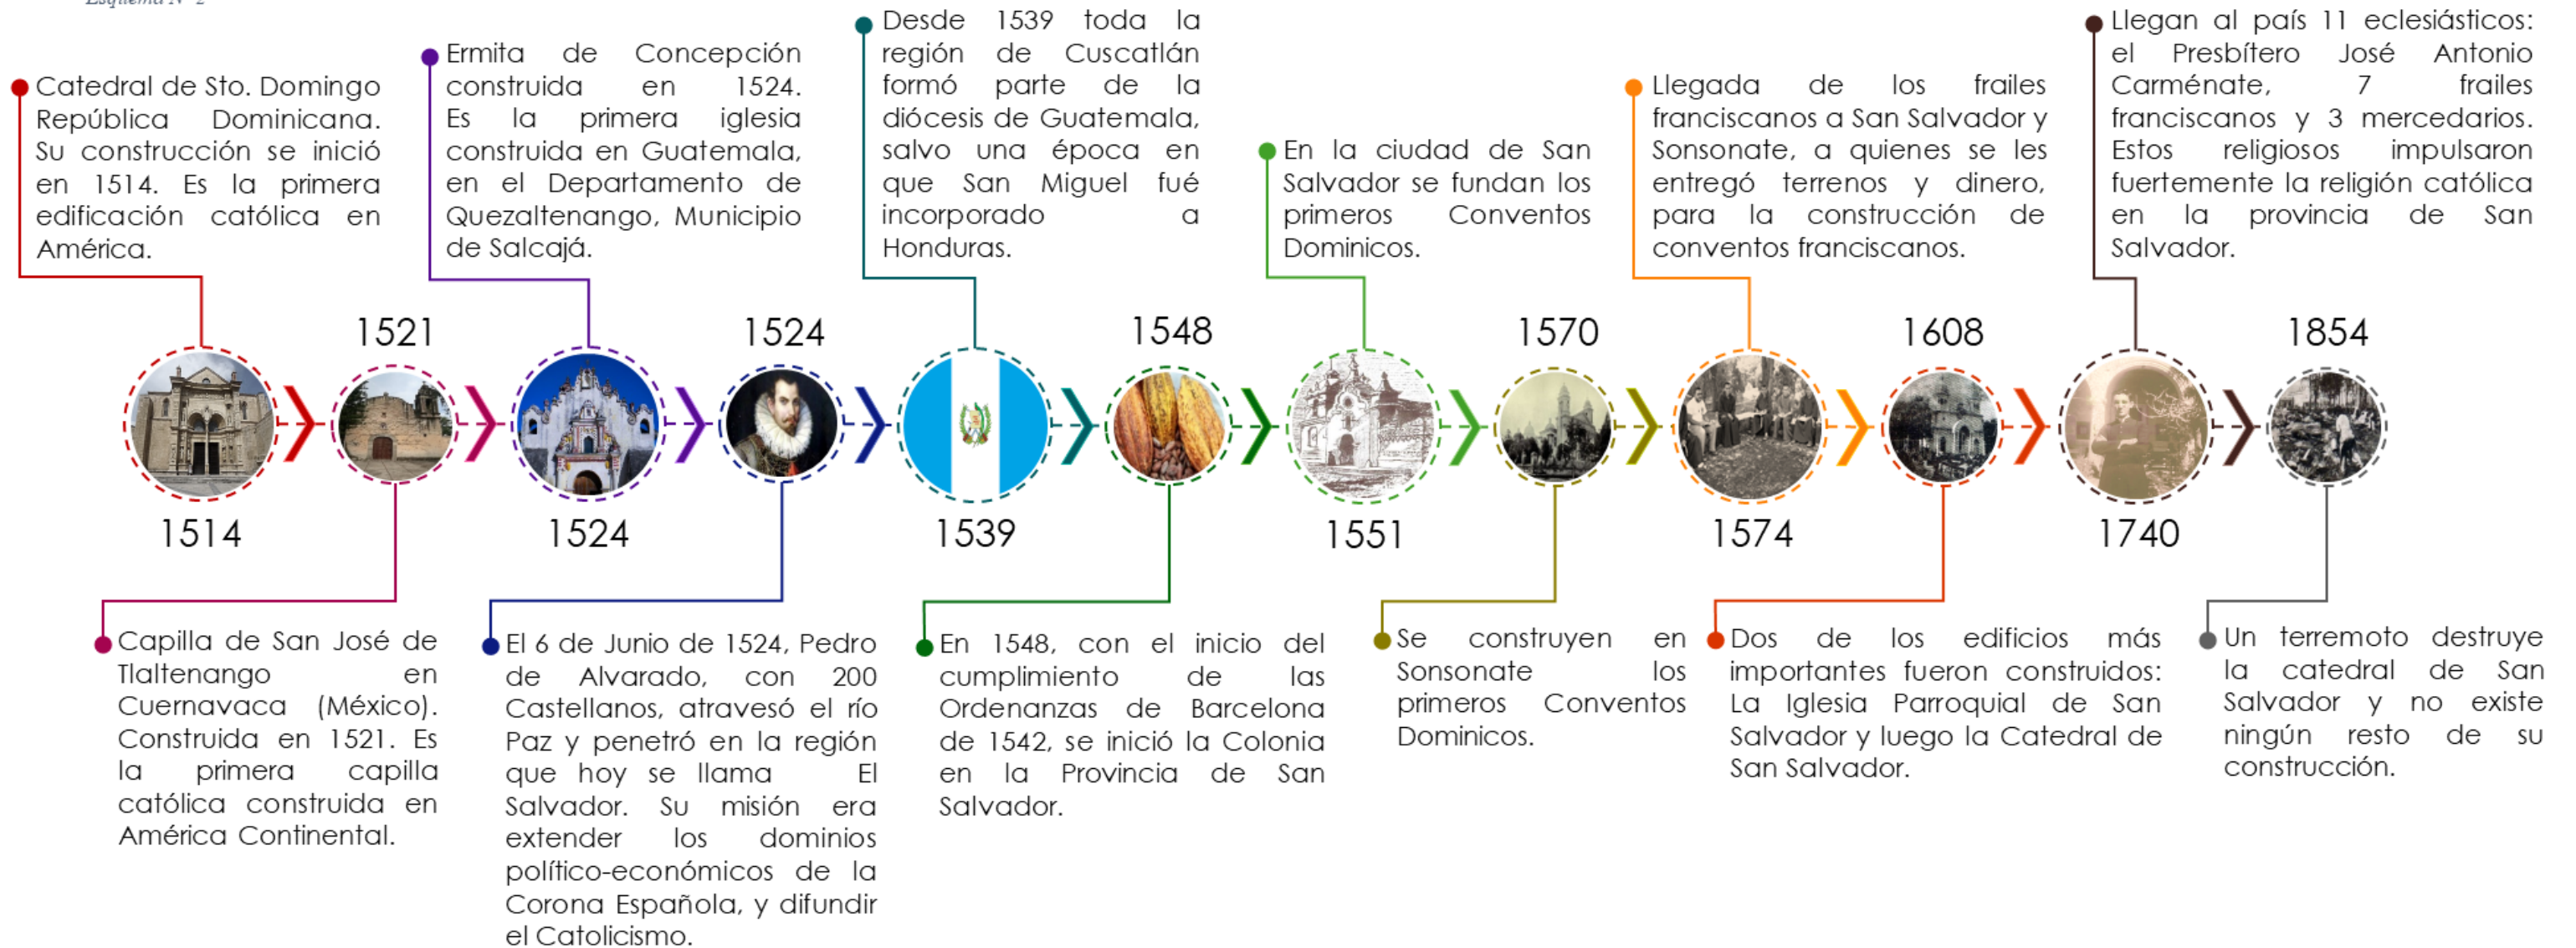 Esquema N° 2
Catedral de Sto. Domingo
República Dominicana.
Su construcción se inició
en 1514. Es la primera
edificación católica en
América.
1514
1521
Capilla de San José de
Tlaltenango en
Cuernavaca (México).
Construida en 1521. Es
la primera capilla
católica construida en
América Continental.
Ermita de Concepción
construida en 1524.
Es la primera iglesia
construida en Guatemala,
en el Departamento de
Quezaltenango, Municipio
de Salcajá.
1524
1524
El 6 de Junio de 1524, Pedro
de Alvarado, con 200
Castellanos, atravesó el río
Paz y penetró en la región
que hoy se llama El
Salvador. Su misión era
extender los dominios
político-económicos de la
Corona Española, y difundir
el Catolicismo.
Desde 1539 toda la
región de Cuscatlán
formó parte de la
diócesis de Guatemala,
salvo una época en
que San Miguel fué
incorporado a
Honduras.
1539
1548
En 1548, con el inicio del
cumplimiento de las
Ordenanzas de Barcelona
de 1542, se inició la Colonia
en la Provincia de San
Salvador.
En la ciudad de San
Salvador se fundan los
primeros Conventos
Dominicos.
1551
1570
Se construyen en
Sonsonate los
primeros Conventos
Dominicos.
Llegada de los frailes
franciscanos a San Salvador y
Sonsonate, a quienes se les
entregó terrenos y dinero,
para la construcción de
conventos franciscanos.
1574
1608
Dos de los edificios más
importantes fueron construidos:
La Iglesia Parroquial de San
Salvador y luego la Catedral de
San Salvador.
Llegan al país 11 eclesiásticos:
el Presbítero José Antonio
Carménate, 7 frailes
franciscanos y 3 mercedarios.
Estos religiosos impulsaron
fuertemente la religión católica
en la provincia de San
Salvador.
1740
1854
Un terremoto destruye
la catedral de San
Salvador y no existe
ningún resto de su
construcción.